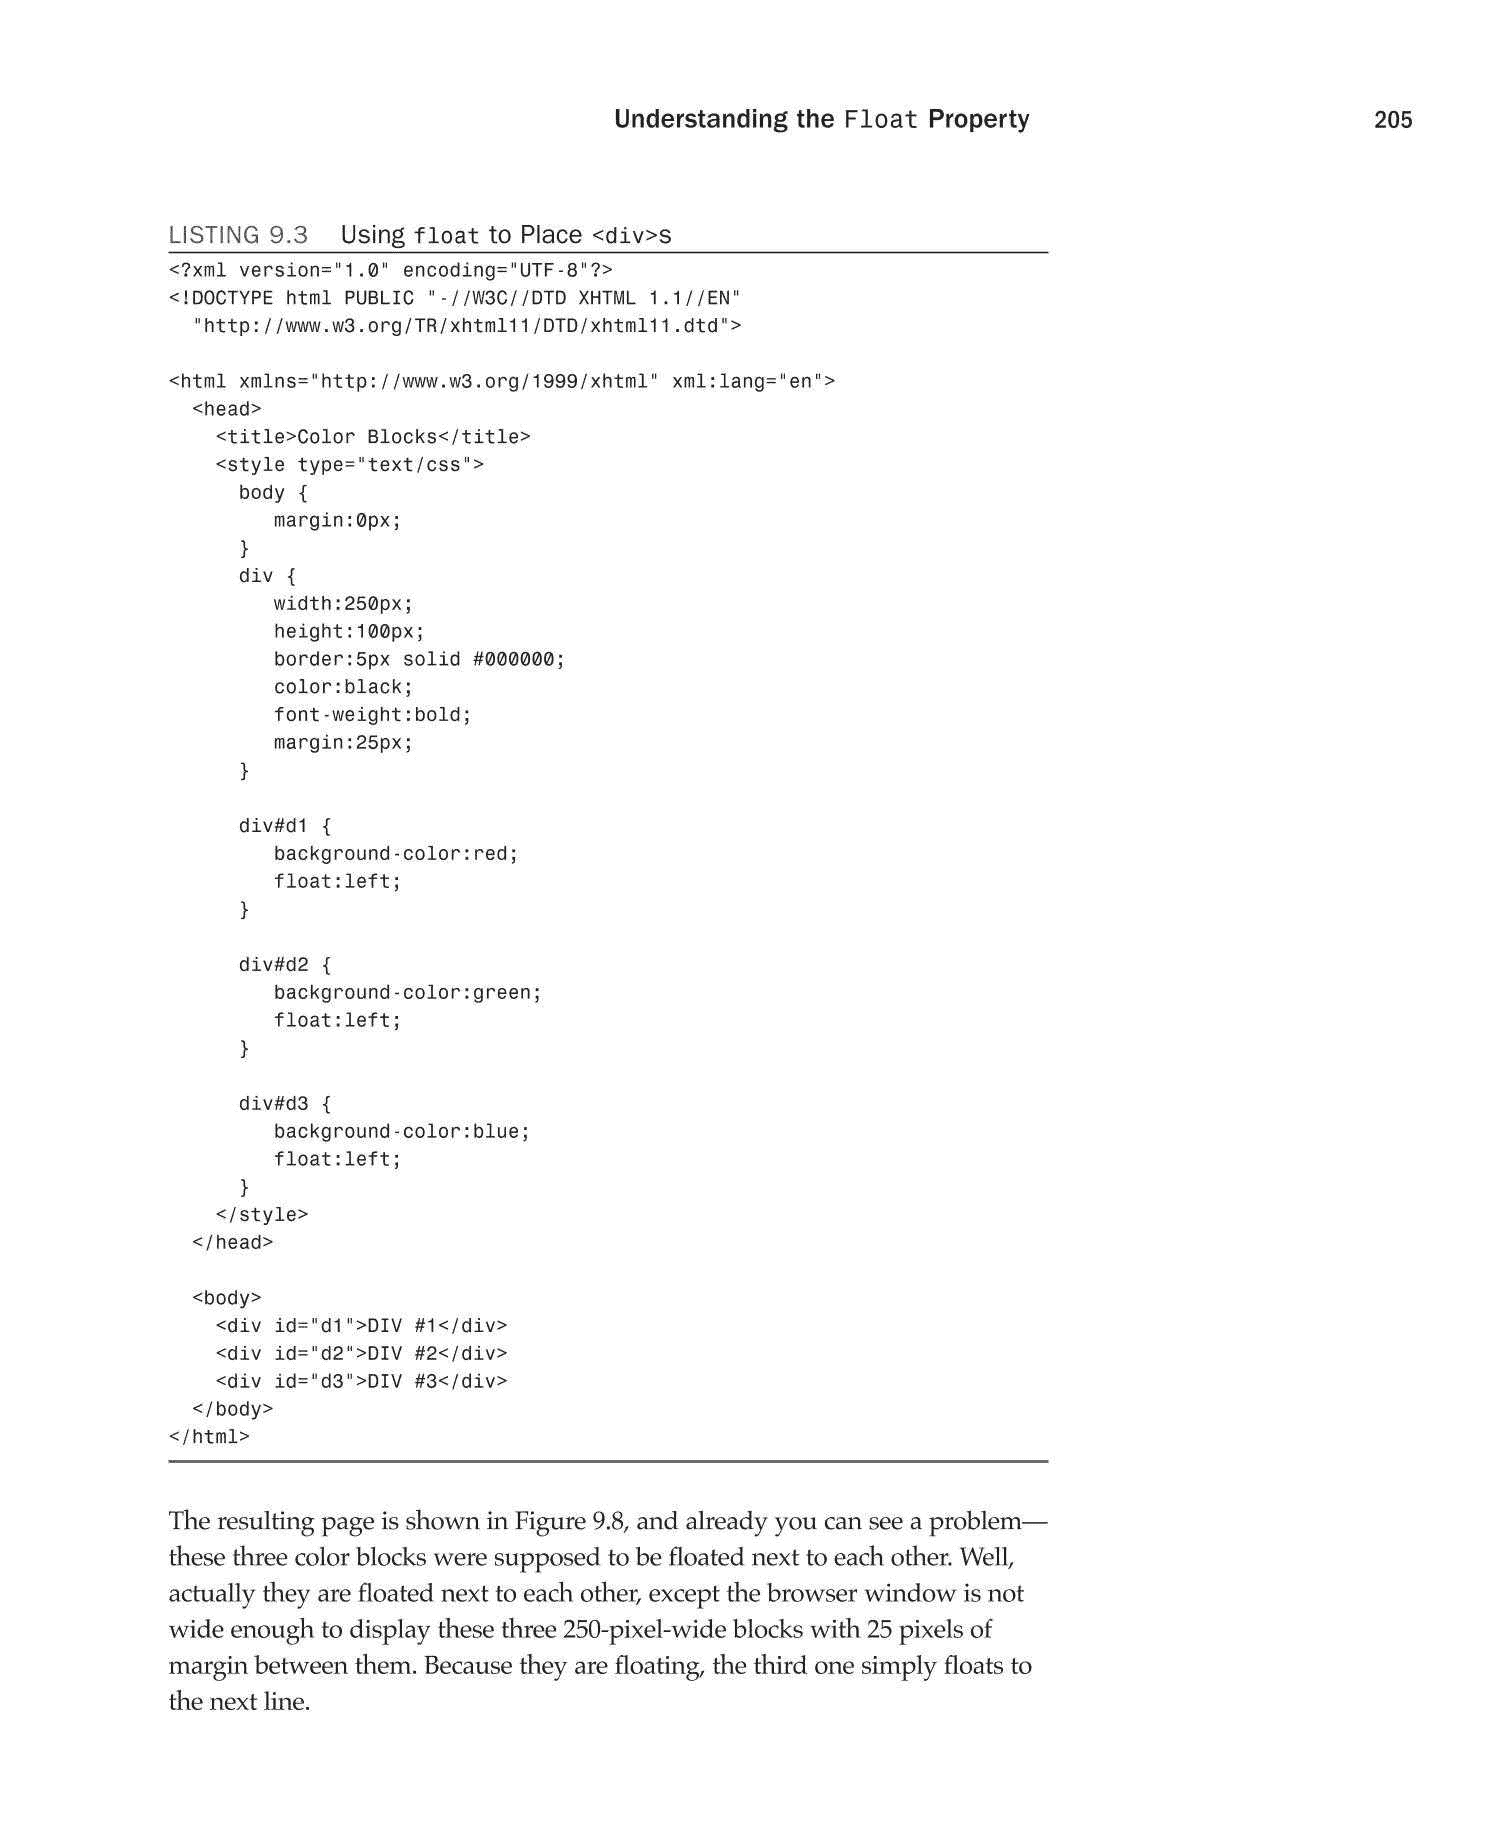 Understanding the Float Property 205
LISTING 9.3 Using float to Place <div>s
<?xml version="1.0" encoding="UTF-8"?>
<!DOCTYPE html PUBLIC "-//W3C//DTD XHTML 1.1//EN"
  "http://www.w3.org/TR/xhtml11/DTD/xhtml11.dtd">

<html xmlns="http://www.w3.org/1999/xhtml" xml:lang="en">
  <head>
    <title>Color Blocks</title>
    <style type="text/css">
      body {
         margin:0px;
      }
      div {
         width:250px;
         height:100px;
         border:5px solid #000000;
         color:black;
         font-weight:bold;
         margin:25px;
      }

      div#d1 {
         background-color:red;
         float:left;
      }

      div#d2 {
         background-color:green;
         float:left;
      }

      div#d3 {
         background-color:blue;
         float:left;
      }
    </style>
  </head>

  <body>
    <div id="d1">DIV #1</div>
    <div id="d2">DIV #2</div>
    <div id="d3">DIV #3</div>
  </body>
</html>

The resulting page is shown in Figure 9.8, and already you can see a problem—
these three color blocks were supposed to be floated next to each other. Well,
actually they are floated next to each other, except the browser window is not
wide enough to display these three 250-pixel-wide blocks with 25 pixels of
margin between them. Because they are floating, the third one simply floats to
the next line.